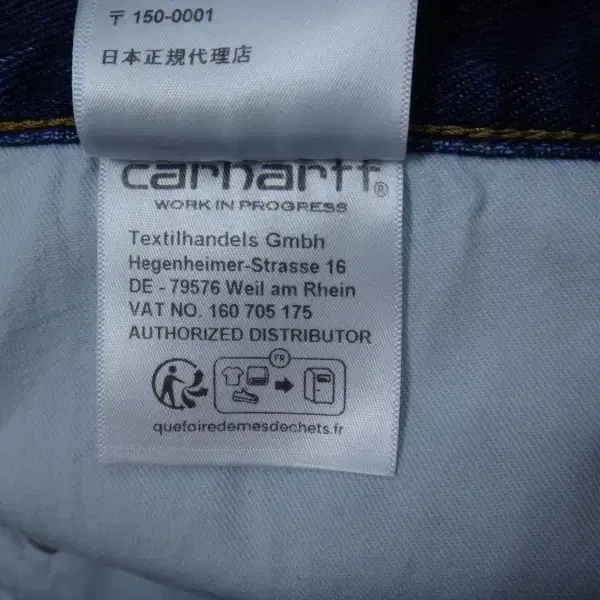 〒 150-0001
日本正規代理店
carhartt®
WORK IN PROGRESS
Textilhandels Gmbh
Hegenheimer-Strasse 16
DE - 79576 Weil am Rhein
VAT NO. 160 705 175
AUTHORIZED DISTRIBUTOR
FR
quefairedemesdechets.fr